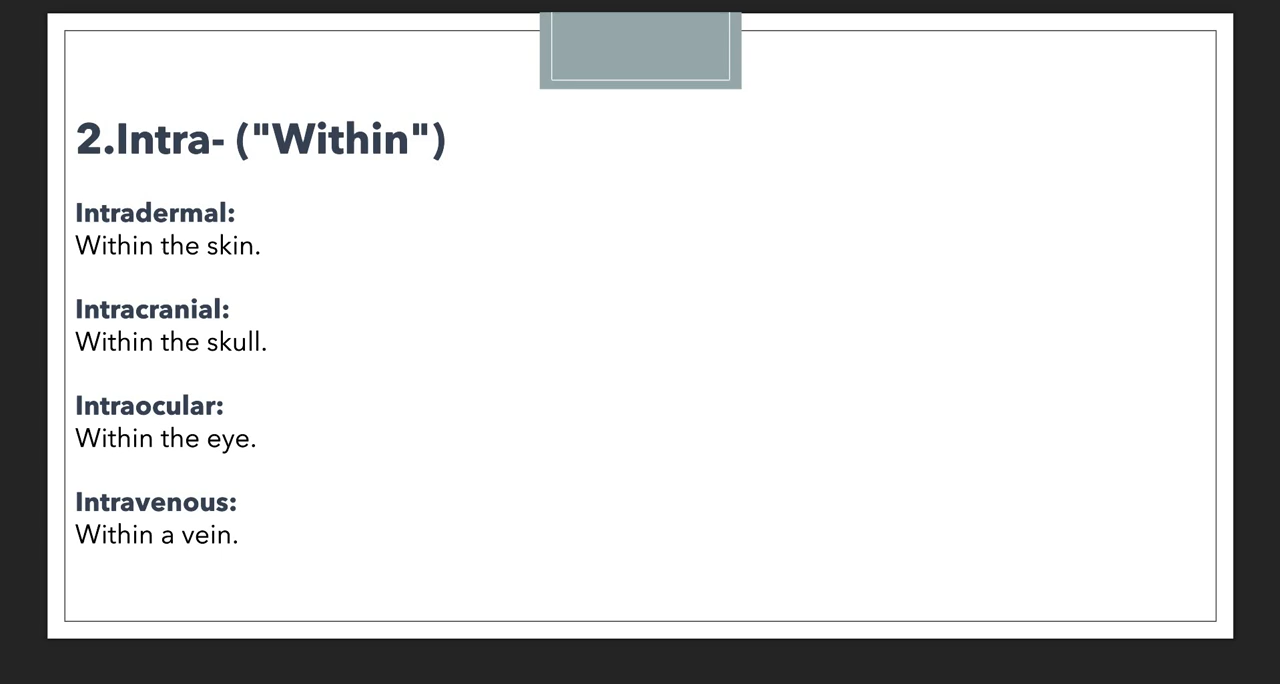 2.Intra- ("Within")
Intradermal:
Within the skin.
Intracranial:
Within the skull.
Intraocular:
Within the eye.
Intravenous:
Within a vein.